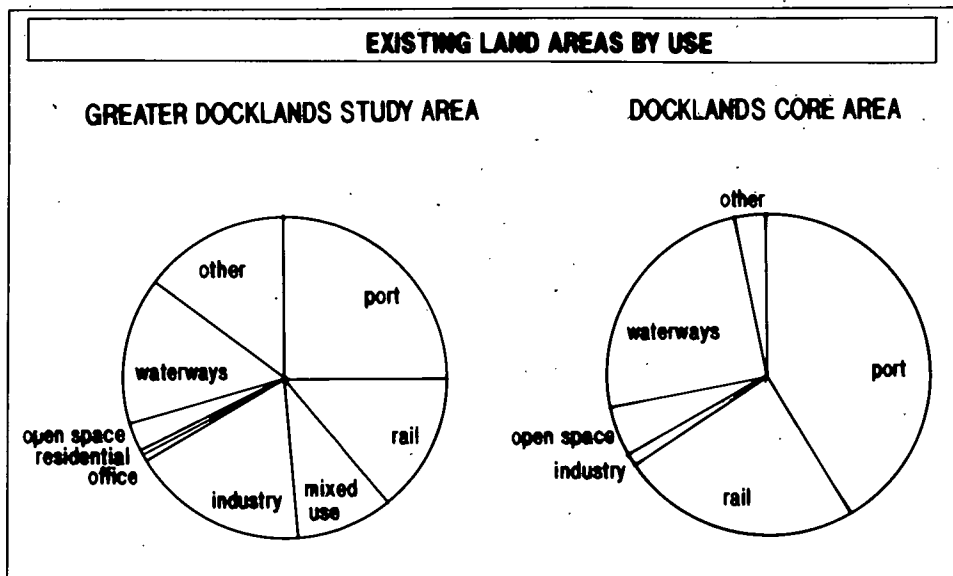 EXISTING LAND AREAS BY USE
GREATER DOCKLANDS STUDY AREA
other
port
waterways
rail
open space
residential
office
industry
mixed
use
DOCKLANDS CORE AREA
other
waterways
port
open space
industry
rail